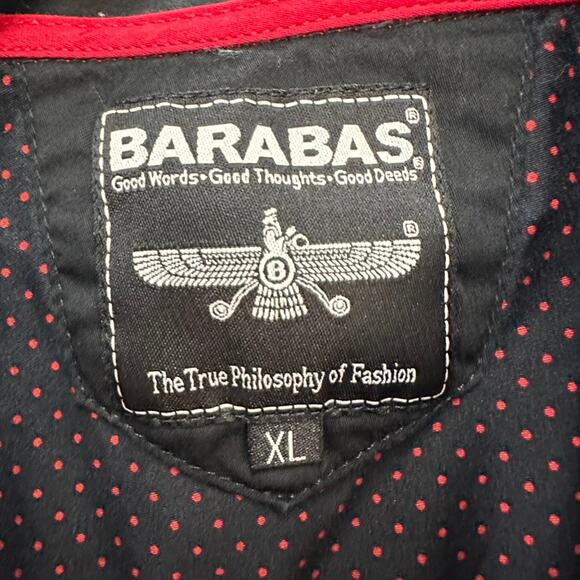 BARABAS®
Good Words•Good Thoughts•Good Deeds®
®
B
The True Philosophy of Fashion
XL